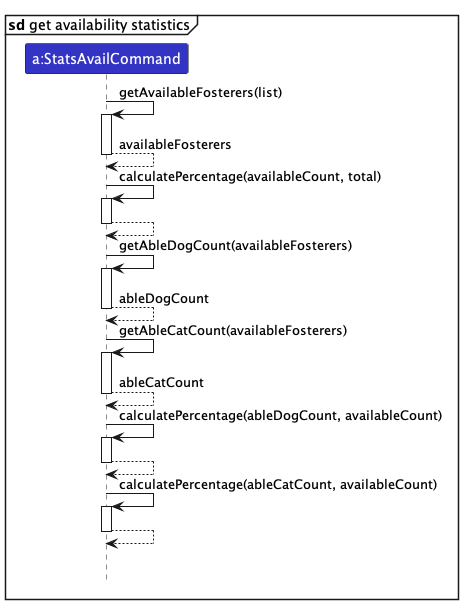 sd get availability statistics
a:StatsAvailCommand
getAvailableFosterers(list)
availableFosterers
calculatePercentage(availableCount, total)
getAbleDogCount(availableFosterers)
ableDogCount
getAbleCatCount(availableFosterers)
ableCatCount
calculatePercentage(ableDogCount, availableCount)
calculatePercentage(ableCatCount, availableCount)